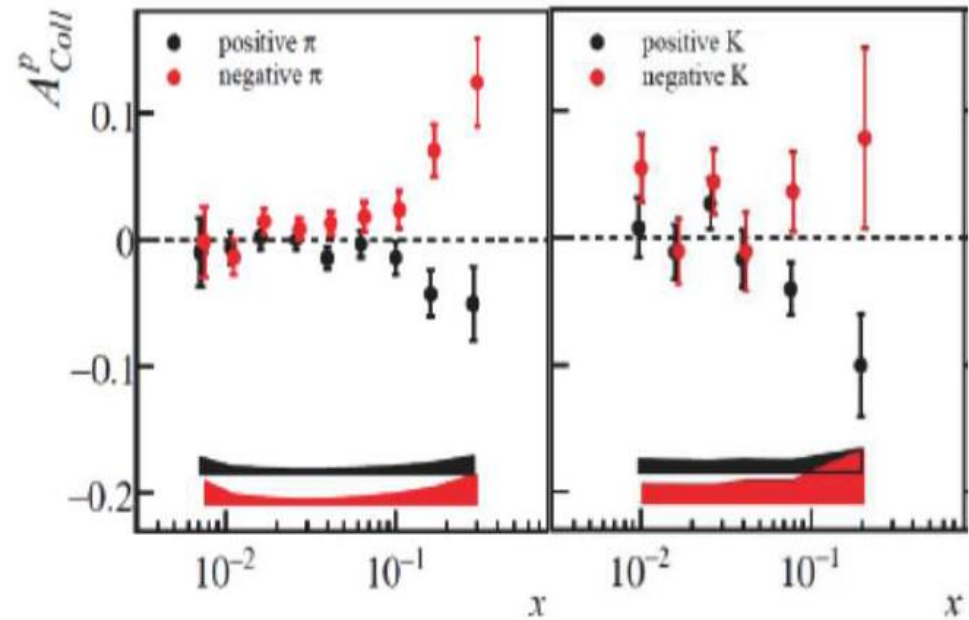 A^p_Coll
positive π
negative π
0.1
0
−0.1
−0.2
10⁻²
10⁻¹
x
positive K
negative K
10⁻²
10⁻¹
x